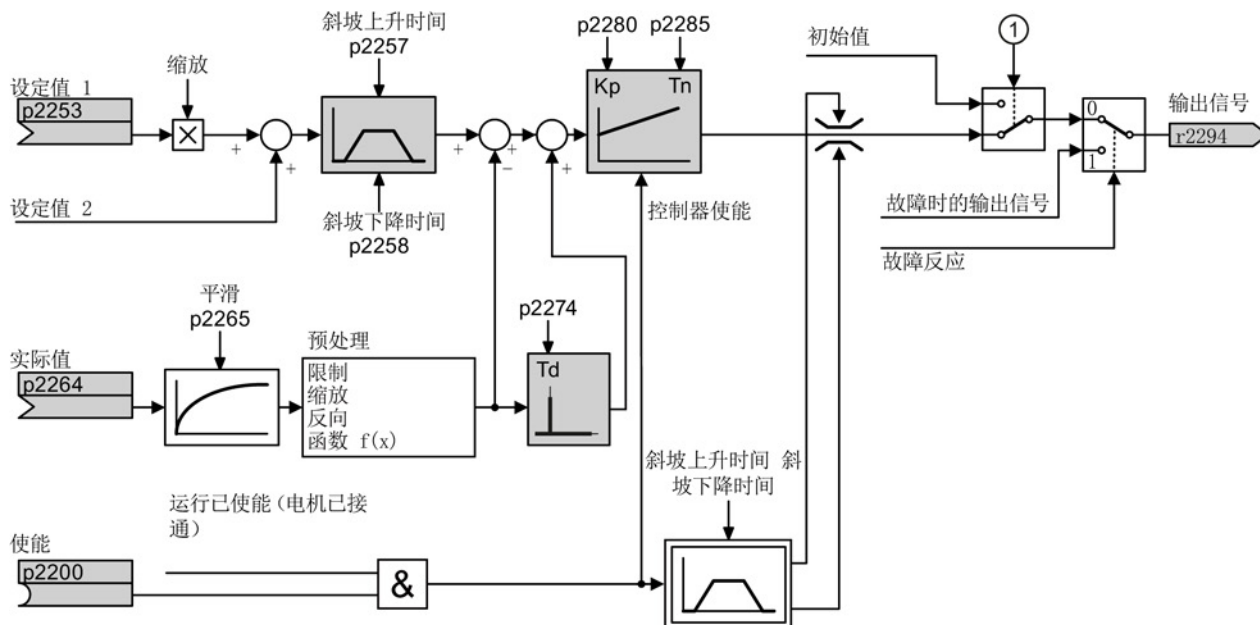 斜坡上升时间
p2257
p2280
p2285
初始值
1
缩放
设定值 1
p2253
Kp
Tn
0
输出信号
r2294
+
+
+
+
−
+
1
设定值 2
斜坡下降时间
p2258
控制器使能
故障时的输出信号
故障反应
平滑
p2265
p2274
预处理
实际值
p2264
限制
缩放
反向
函数 f(x)
Td
斜坡上升时间 斜
坡下降时间
运行已使能(电机已接
通)
使能
p2200
&